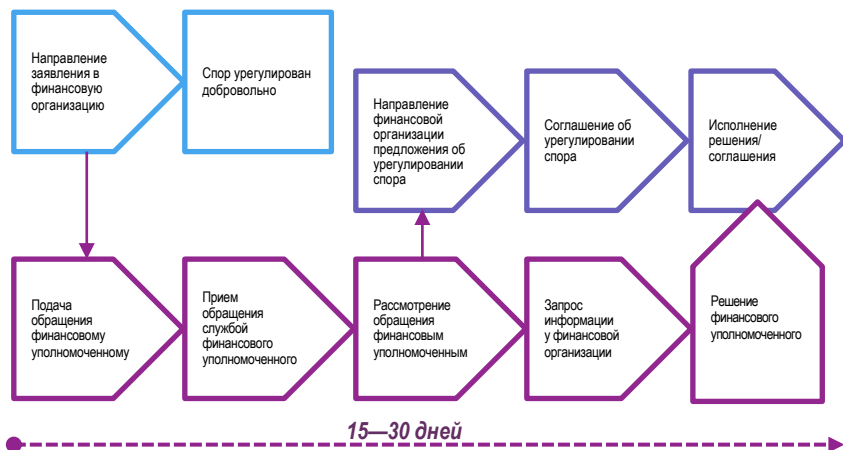 Направление
заявления в
финансовую
организацию
Спор урегулирован
добровольно
Направление
финансовой
организации
предложения об
урегулировании
спора
Соглашение об
урегулировании
спора
Исполнение
решения/
соглашения
Подача
обращения
финансовому
уполномоченному
Прием
обращения
службой
финансового
уполномоченного
Рассмотрение
обращения
финансовым
уполномоченным
Запрос
информации
у финансовой
организации
Решение
финансового
уполномоченного
15—30 дней